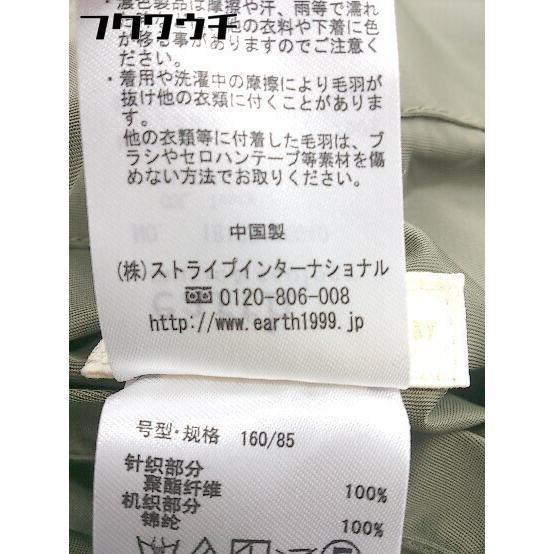 フクウウチ
・濃色製品は摩擦や汗、雨等で濡れ
他の衣料や下着に色
が移る事がありますのでご注意く
ださい。
・着用や洗濯中の摩擦により毛羽が
抜け他の衣類に付くことがありま
す。
他の衣類等に付着した毛羽は、ブ
ラシやセロハンテープ等素材を傷
めない方法でお取りください。
中国製
(株)ストライプインターナショナル
0120-806-008
http://www.earth1999.jp
号型·规格 160/85
针织部分
聚酯纤维 100%
机织部分
锦纶 100%